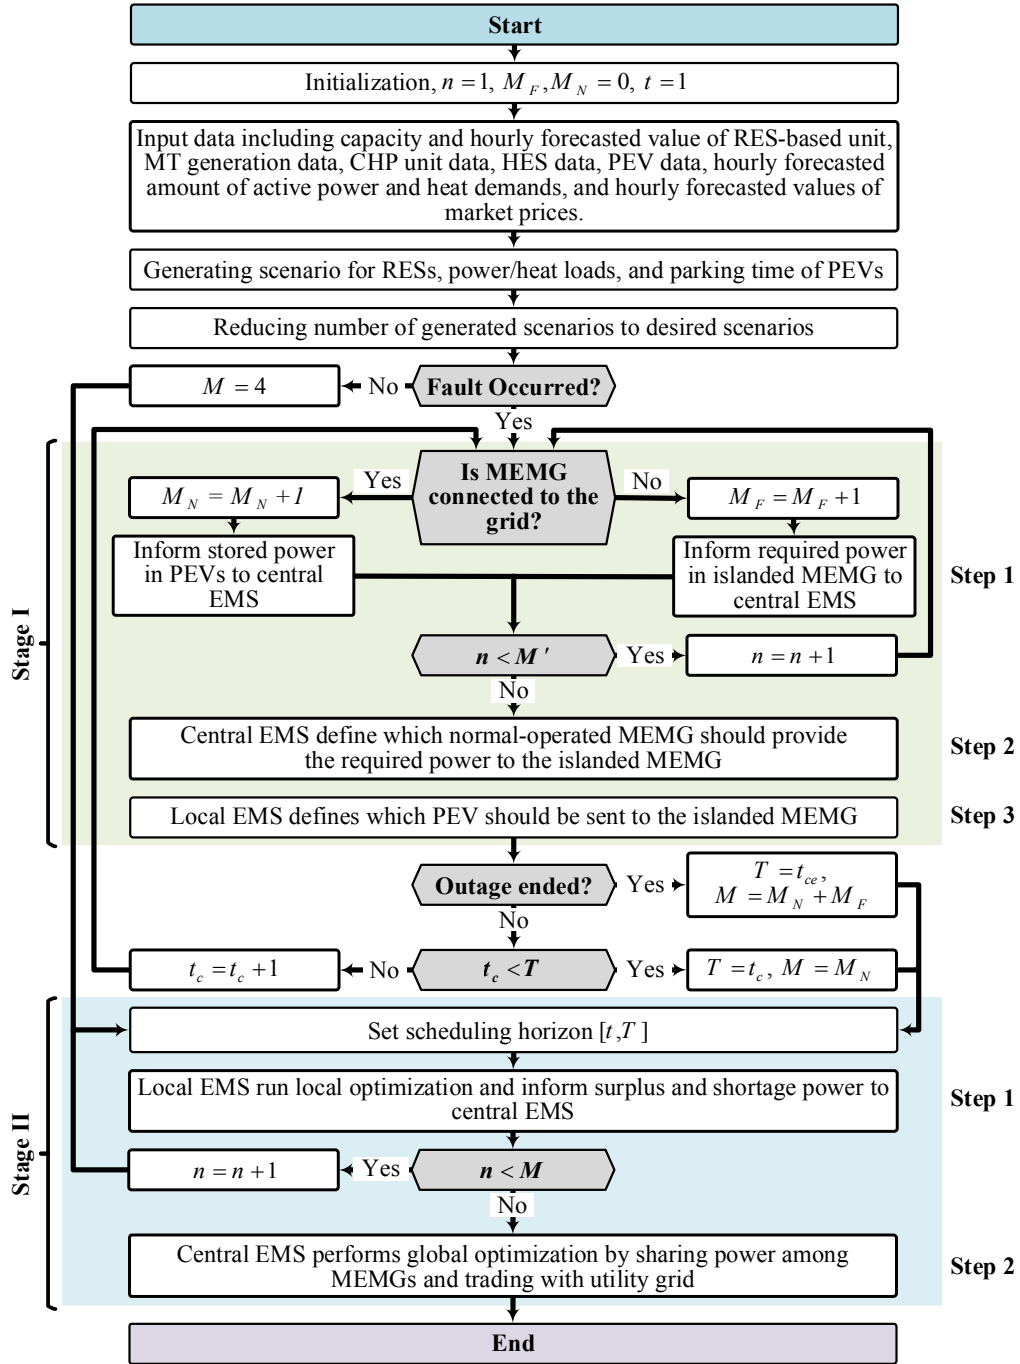 Start
Initialization, n = 1, M_F, M_N = 0, t = 1
Input data including capacity and hourly forecasted value of RES-based unit,
MT generation data, CHP unit data, HES data, PEV data, hourly forecasted
amount of active power and heat demands, and hourly forecasted values of
market prices.
Generating scenario for RESs, power/heat loads, and parking time of PEVs
Reducing number of generated scenarios to desired scenarios
M = 4
No
Fault Occurred?
Yes
Stage I
Is MEMG
connected to the
grid?
Yes
No
M_N = M_N + 1
M_F = M_F + 1
Inform stored power
in PEVs to central
EMS
Inform required power
in islanded MEMG to
central EMS
Step 1
n < M '
Yes
n = n + 1
No
Central EMS define which normal-operated MEMG should provide
the required power to the islanded MEMG
Step 2
Local EMS defines which PEV should be sent to the islanded MEMG
Step 3
Outage ended?
Yes
T = t_ce,
M = M_N + M_F
No
t_c = t_c + 1
No
t_c < T
Yes
T = t_c, M = M_N
Stage II
Set scheduling horizon [t,T ]
Local EMS run local optimization and inform surplus and shortage power to
central EMS
Step 1
n = n + 1
Yes
n < M
No
Central EMS performs global optimization by sharing power among
MEMGs and trading with utility grid
Step 2
End